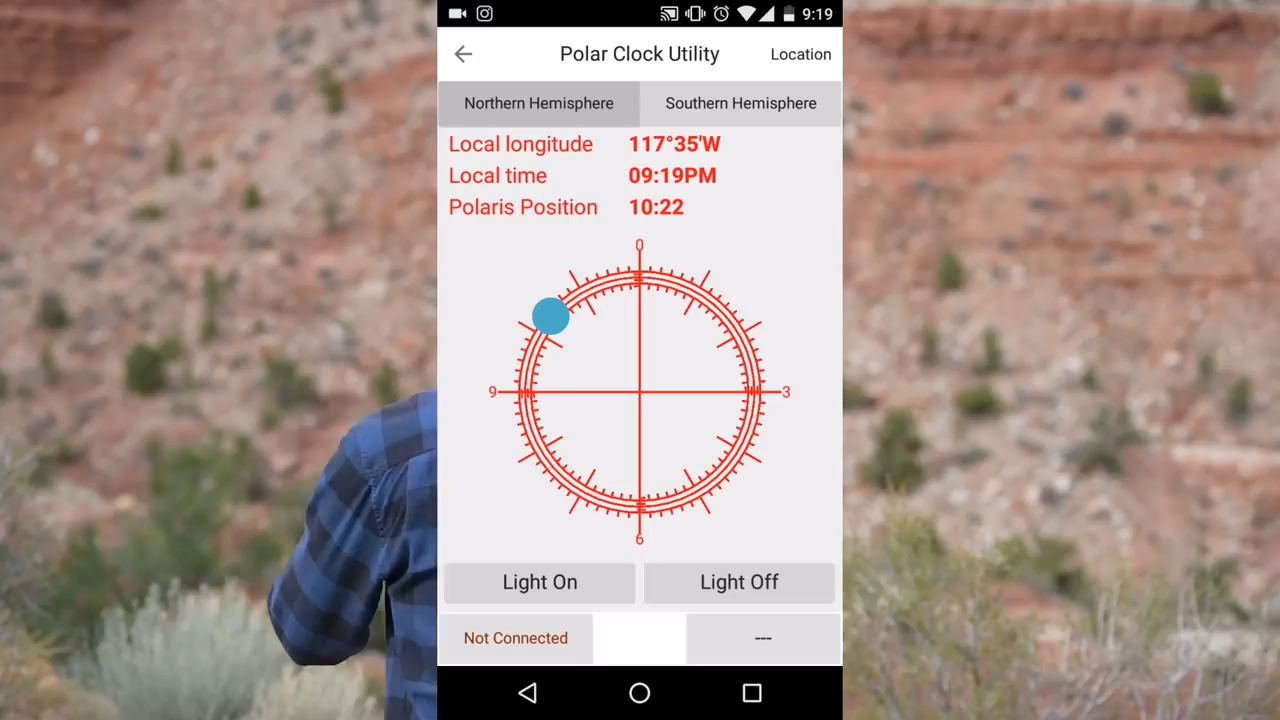 9:19
Polar Clock Utility
Location
Northern Hemisphere
Southern Hemisphere
Local longitude 117°35'W
Local time 09:19PM
Polaris Position 10:22
0
9
3
6
Light On
Light Off
Not Connected
---